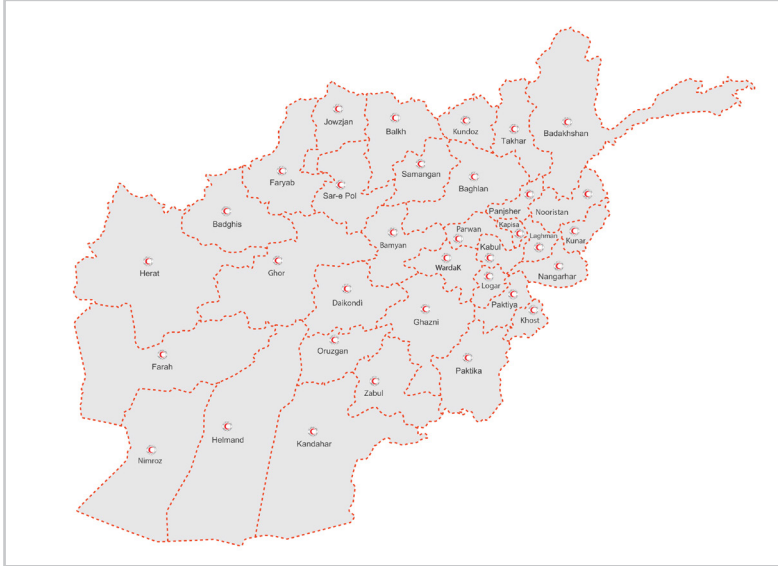 Jowzjan
Balkh
Kundoz
Takhar
Badakhshan
Faryab
Sar-e Pol
Samangan
Baghlan
Badghis
Panjsher
Nooristan
Kapisa
Parwan
Laghman
Kunar
Bamyan
Kabul
Herat
Ghor
WardaK
Nangarhar
Logar
Daikondi
Paktiya
Ghazni
Khost
Oruzgan
Farah
Paktika
Zabul
Helmand
Kandahar
Nimroz